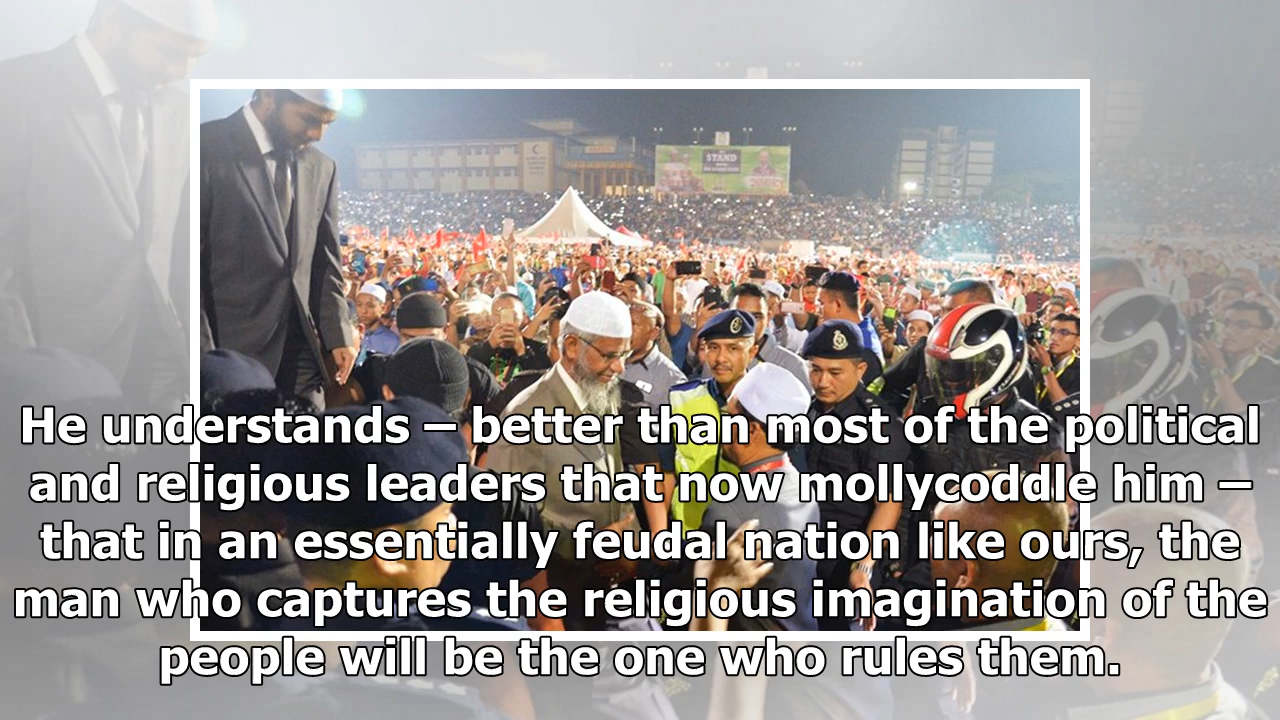 STAND
He understands – better than most of the political
and religious leaders that now mollycoddle him –
that in an essentially feudal nation like ours, the
man who captures the religious imagination of the
people will be the one who rules them.